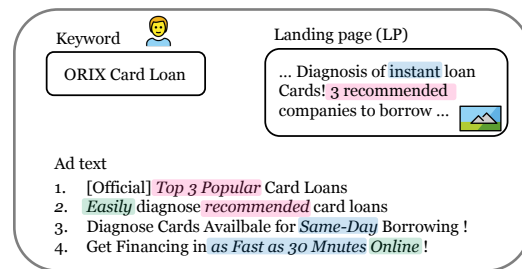 Keyword
ORIX Card Loan
Landing page (LP)
... Diagnosis of instant loan
Cards! 3 recommended
companies to borrow ...
Ad text
1. [Official] Top 3 Popular Card Loans
2. Easily diagnose recommended card loans
3. Diagnose Cards Availbale for Same-Day Borrowing !
4. Get Financing in as Fast as 30 Mnutes Online !